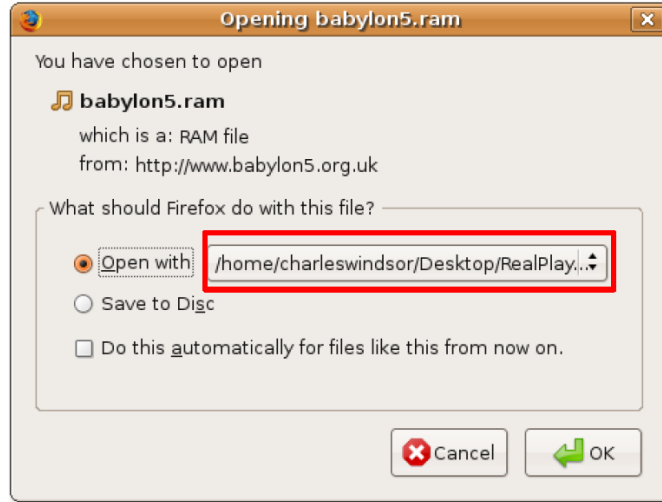 Opening babylon5.ram
You have chosen to open
babylon5.ram
which is a: RAM file
from: http://www.babylon5.org.uk
What should Firefox do with this file?
Open with /home/charleswindsor/Desktop/RealPlay...
Save to Disc
Do this automatically for files like this from now on.
Cancel OK